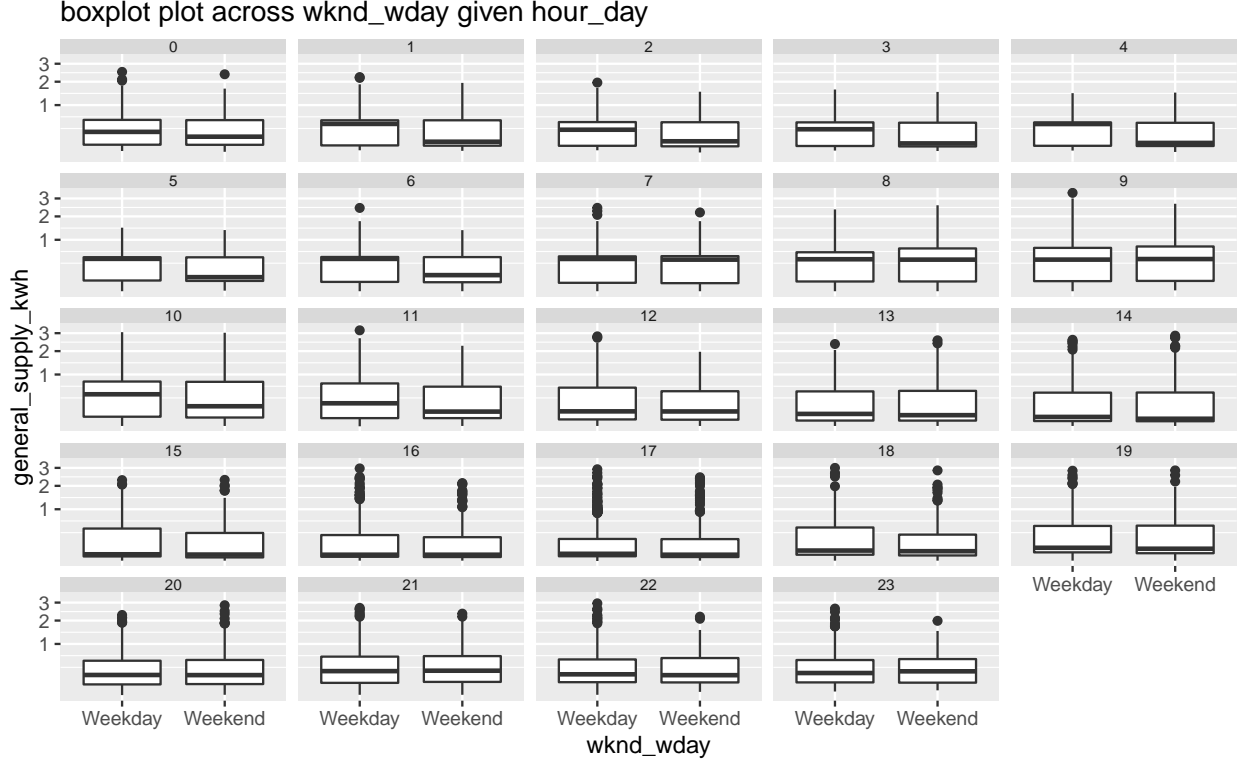 boxplot plot across wknd_wday given hour_day
0 1 2 3 4
3
2
1
5 6 7 8 9
3
2
1
10 11 12 13 14
3
2
1
15 16 17 18 19
3
2
1
Weekday Weekend
20 21 22 23
3
2
1
Weekday Weekend Weekday Weekend Weekday Weekend Weekday Weekend
wknd_wday
general_supply_kwh